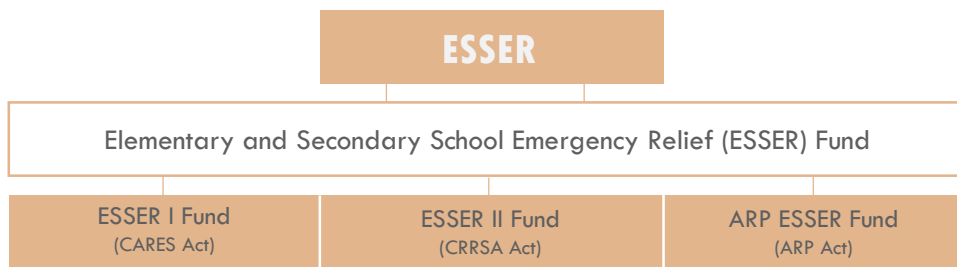 ESSER
Elementary and Secondary School Emergency Relief (ESSER) Fund
ESSER I Fund
(CARES Act)
ESSER II Fund
(CRRSA Act)
ARP ESSER Fund
(ARP Act)